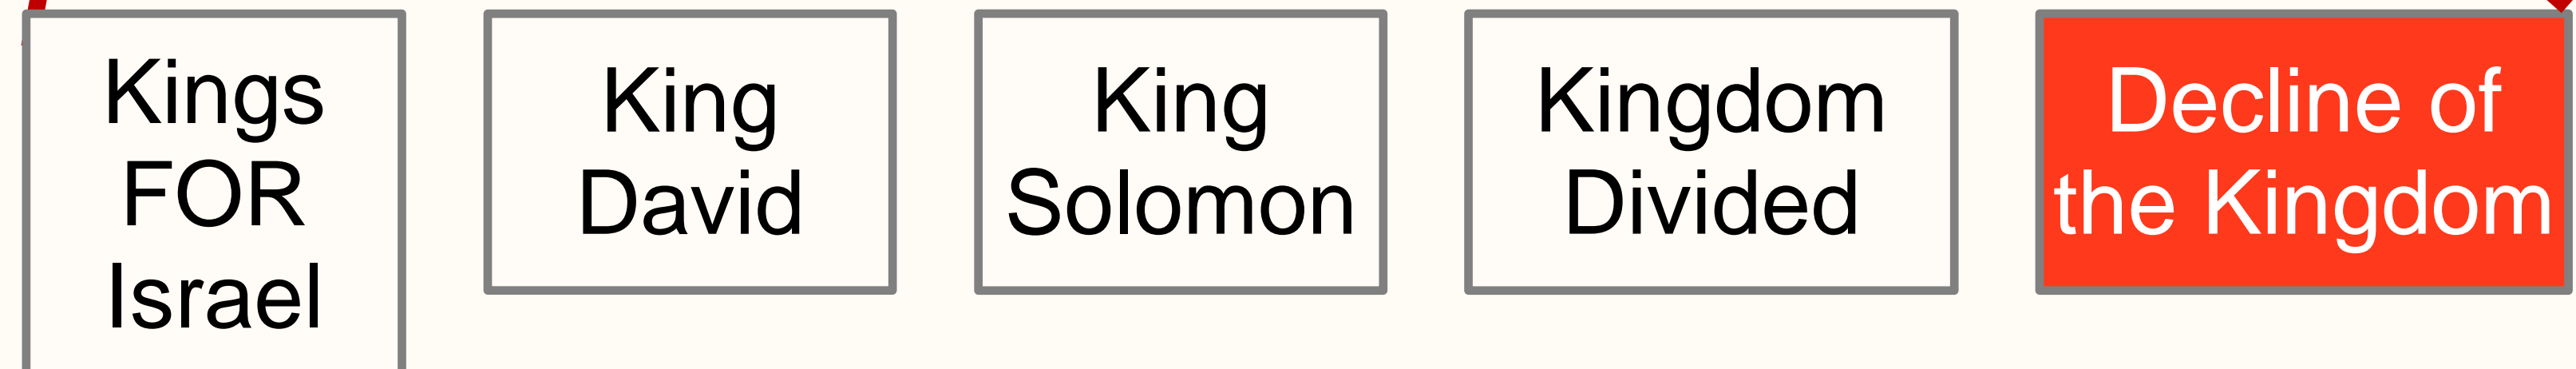 Kings
FOR
Israel
King
David
King
Solomon
Kingdom
Divided
Decline of
the Kingdom